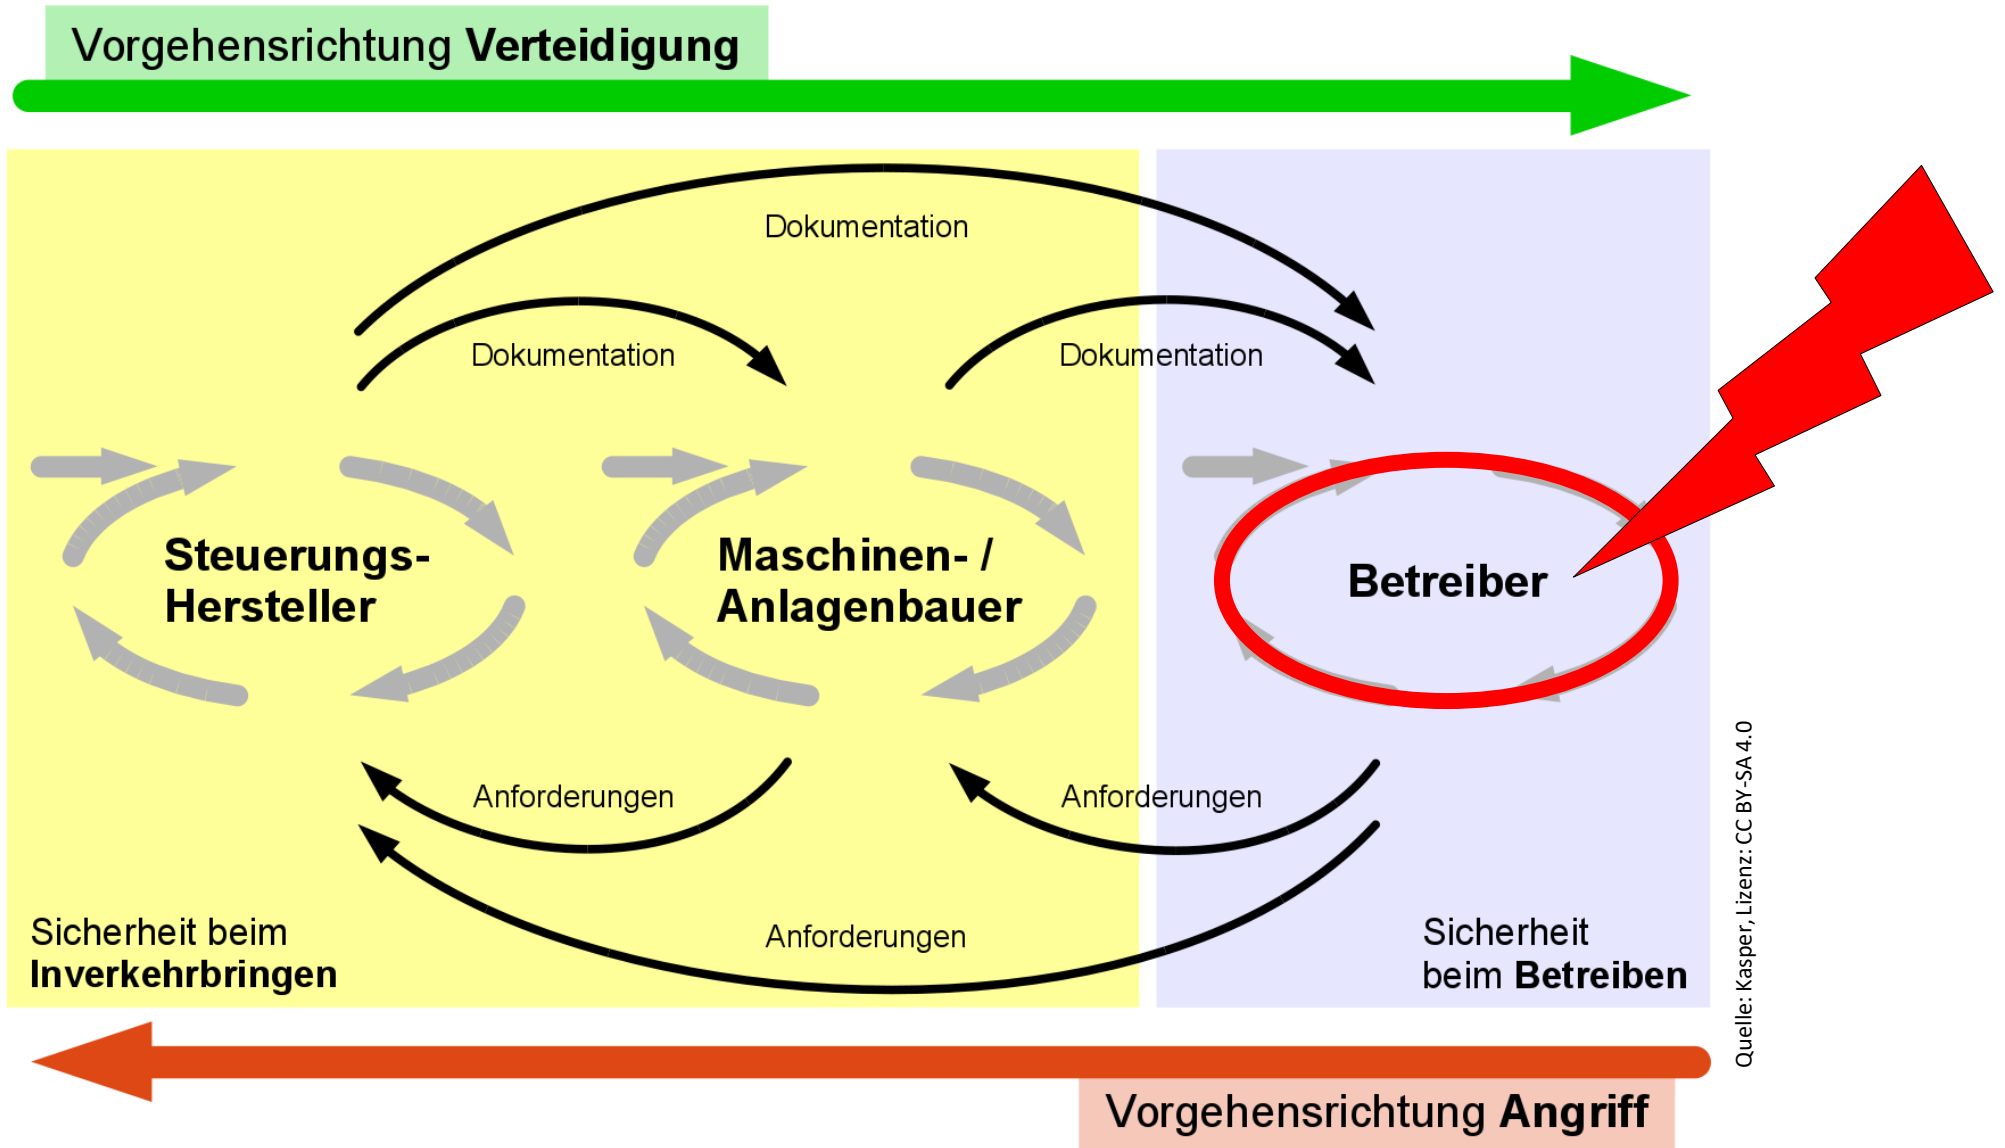 Vorgehensrichtung Verteidigung
Dokumentation
Dokumentation
Dokumentation
Steuerungs-
Hersteller
Maschinen- /
Anlagenbauer
Betreiber
Anforderungen
Anforderungen
Anforderungen
Sicherheit beim
Inverkehrbringen
Sicherheit
beim Betreiben
Quelle: Kasper, Lizenz: CC BY-SA 4.0
Vorgehensrichtung Angriff